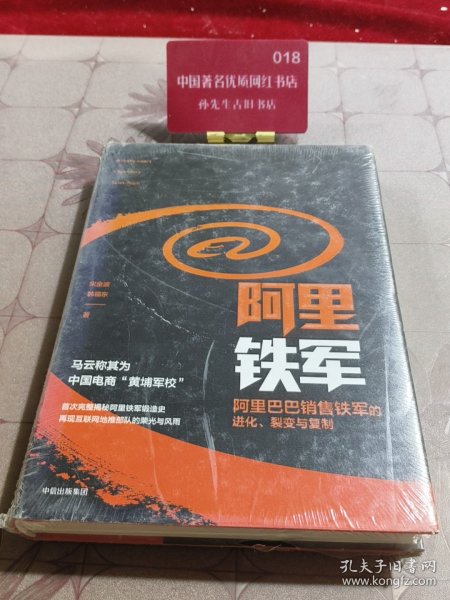 018
中国著名优质网红书店
孙先生古旧书店
宋金波
韩福东
著
阿里
铁军
马云称其为
中国电商“黄埔军校”
阿里巴巴销售铁军的
进化、裂变与复制
首次完整揭秘阿里铁军锻造史
再现互联网地推部队的荣光与风雨
中信出版集团
孔夫子旧书网
www.kongfz.com